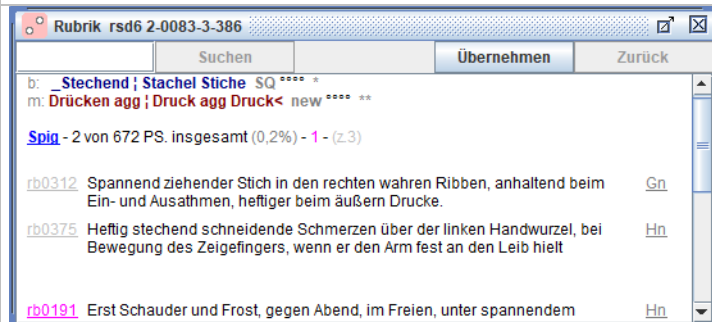 Rubrik rsd6 2-0083-3-386
Suchen Übernehmen Zurück
b: _Stechend ¦ Stachel Stiche SQ °°°° *
m: Drücken agg ¦ Druck agg Druck< new °°°° **
Spig - 2 von 672 PS. insgesamt (0,2%) - 1 - (z.3)
rb0312 Spannend ziehender Stich in den rechten wahren Ribben, anhaltend beim Gn
Ein- und Ausathmen, heftiger beim äußern Drucke.
rb0375 Heftig stechend schneidende Schmerzen über der linken Handwurzel, bei Hn
Bewegung des Zeigefingers, wenn er den Arm fest an den Leib hielt
rb0191 Erst Schauder und Frost, gegen Abend, im Freien, unter spannendem Hn